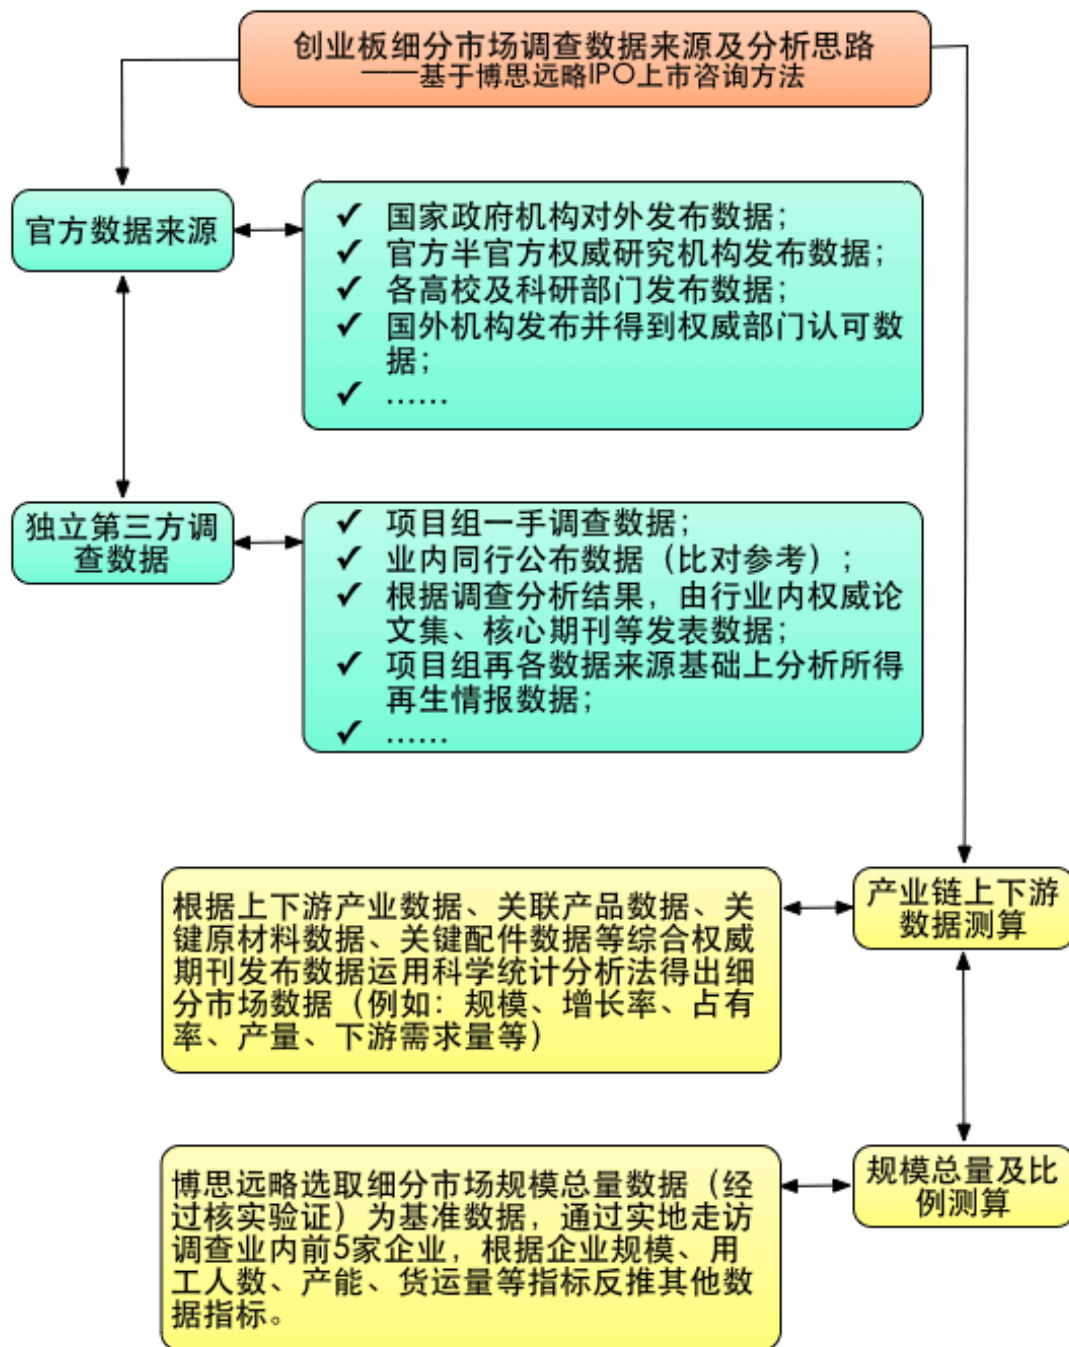 创业板细分市场调查数据来源及分析思路
——基于博思远略IPO上市咨询方法
官方数据来源
✓ 国家政府机构对外发布数据；
✓ 官方半官方权威研究机构发布数据；
✓ 各高校及科研部门发布数据；
✓ 国外机构发布并得到权威部门认可数
据；
✓ ……
独立第三方调
查数据
✓ 项目组一手调查数据；
✓ 业内同行公布数据（比对参考）；
✓ 根据调查分析结果，由行业内权威论
文集、核心期刊等发表数据；
✓ 项目组再各数据来源基础上分析所得
再生情报数据；
✓ ……
产业链上下游
数据测算
根据上下游产业数据、关联产品数据、关
键原材料数据、关键配件数据等综合权威
期刊发布数据运用科学统计分析法得出细
分市场数据（例如：规模、增长率、占有
率、产量、下游需求量等）
规模总量及比
例测算
博思远略选取细分市场规模总量数据（经
过核实验证）为基准数据，通过实地走访
调查业内前5家企业，根据企业规模、用
工人数、产能、货运量等指标反推其他数
据指标。